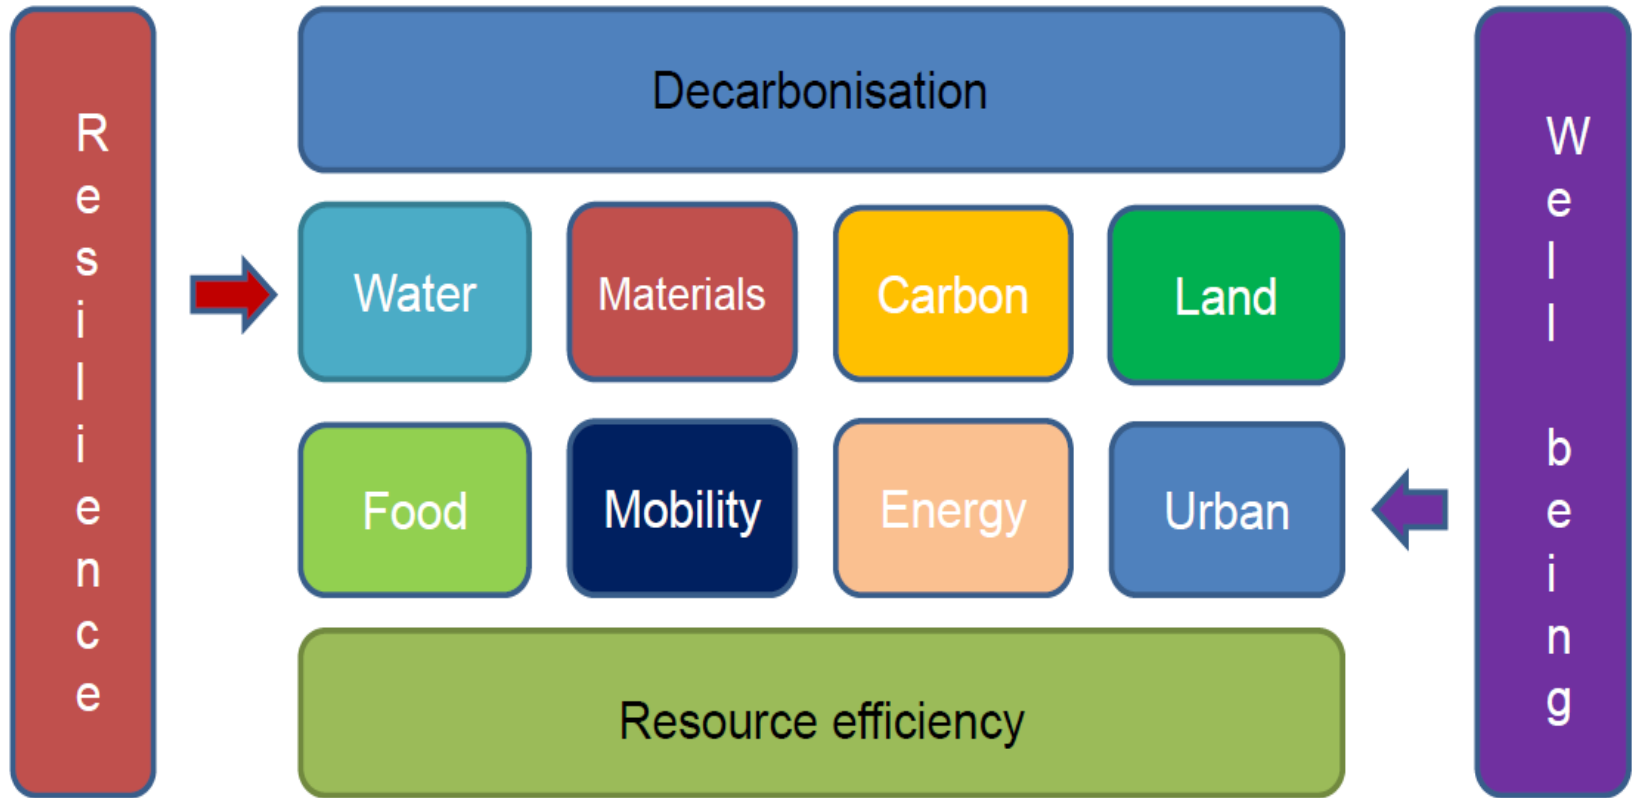 Resilience
Decarbonisation
Water
Materials
Carbon
Land
Food
Mobility
Energy
Urban
Resource efficiency
Well being